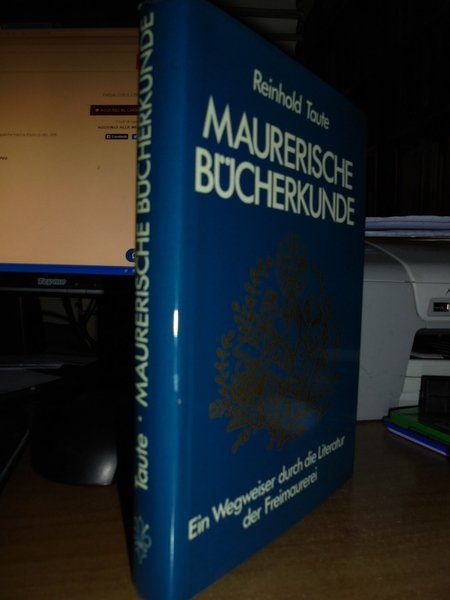 Reinhold Taute
MAURERISCHE
BÜCHERKUNDE
Ein Wegweiser durch die Literatur
der Freimaurerei
Taute · MAURERISCHE BÜCHERKUNDE